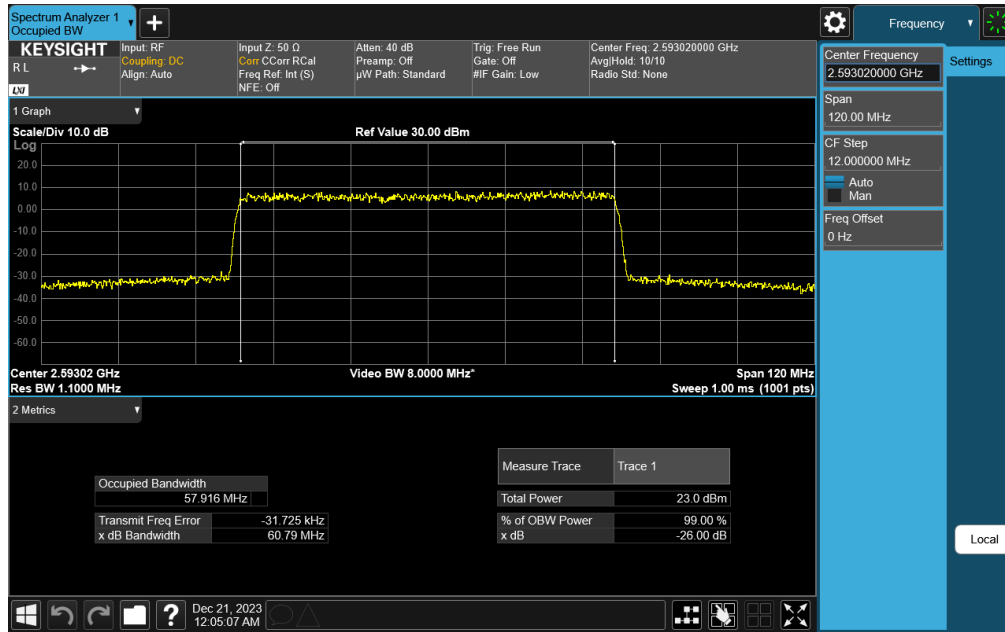 Spectrum Analyzer 1
Occupied BW
Frequency
KEYSIGHT
RL
LXI
Input: RF
Coupling: DC
Align: Auto
Input Z: 50 Ω
Corr CCorr RCal
Freq Ref: Int (S)
NFE: Off
Atten: 40 dB
Preamp: Off
µW Path: Standard
Trig: Free Run
Gate: Off
#IF Gain: Low
Center Freq: 2.593020000 GHz
Avg|Hold: 10/10
Radio Std: None
Center Frequency
2.593020000 GHz
Settings
Span
120.00 MHz
CF Step
12.000000 MHz
Auto
Man
Freq Offset
0 Hz
1 Graph
Scale/Div 10.0 dB
Ref Value 30.00 dBm
Log
20.0
10.0
0.00
-10.0
-20.0
-30.0
-40.0
-50.0
-60.0
Center 2.59302 GHz
Video BW 8.0000 MHz*
Span 120 MHz
Res BW 1.1000 MHz
Sweep 1.00 ms (1001 pts)
2 Metrics
Measure Trace
Trace 1
Occupied Bandwidth
57.916 MHz
Total Power
23.0 dBm
Transmit Freq Error
-31.725 kHz
% of OBW Power
99.00 %
x dB Bandwidth
60.79 MHz
x dB
-26.00 dB
Local
?
Dec 21, 2023
12:05:07 AM